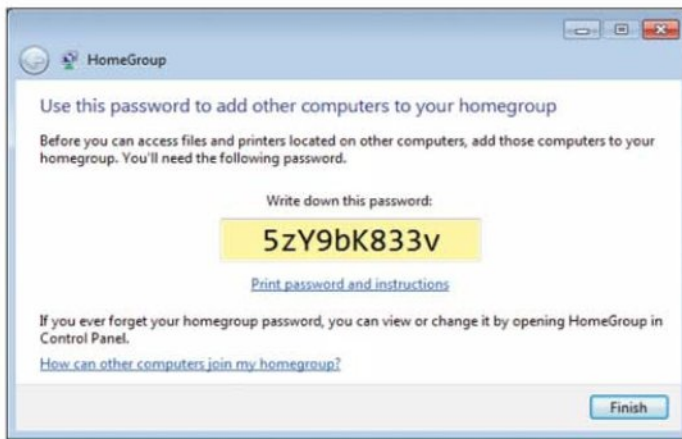 HomeGroup
Use this password to add other computers to your homegroup
Before you can access files and printers located on other computers, add those computers to your
homegroup. You'll need the following password.
Write down this password:
5zY9bK833v
Print password and instructions
If you ever forget your homegroup password, you can view or change it by opening HomeGroup in
Control Panel.
How can other computers join my homegroup?
Finish